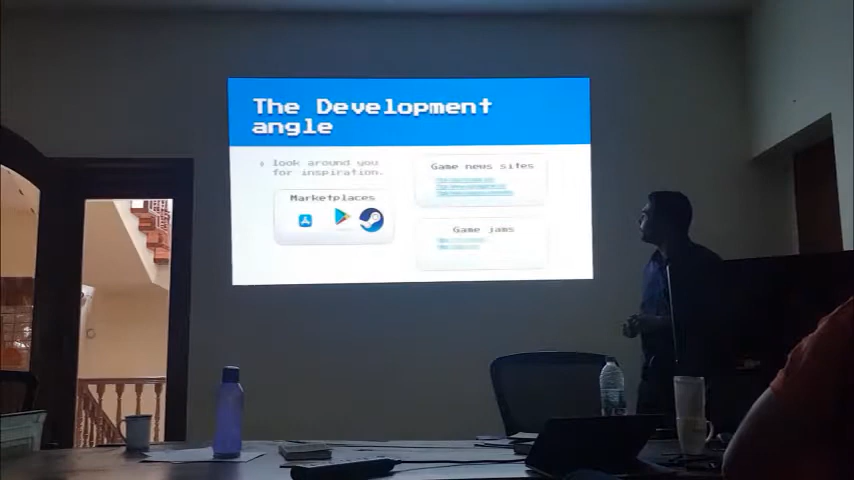 The Development
angle
look around you
for inspiration.
Marketplaces
Game news sites
Game jams